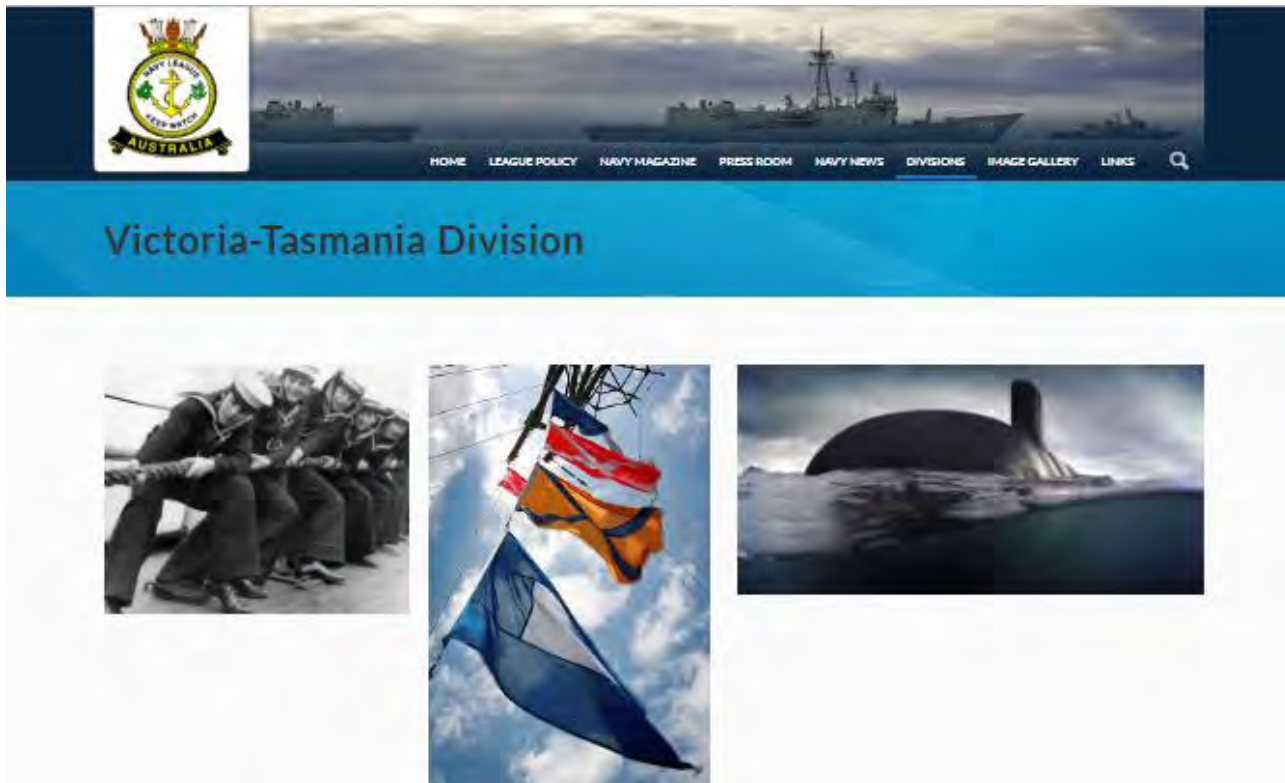 NAVY LEAGUE
KEEP WATCH
AUSTRALIA
HOME LEAGUE POLICY NAVY MAGAZINE PRESS ROOM NAVY NEWS DIVISIONS IMAGE GALLERY LINKS
Victoria-Tasmania Division